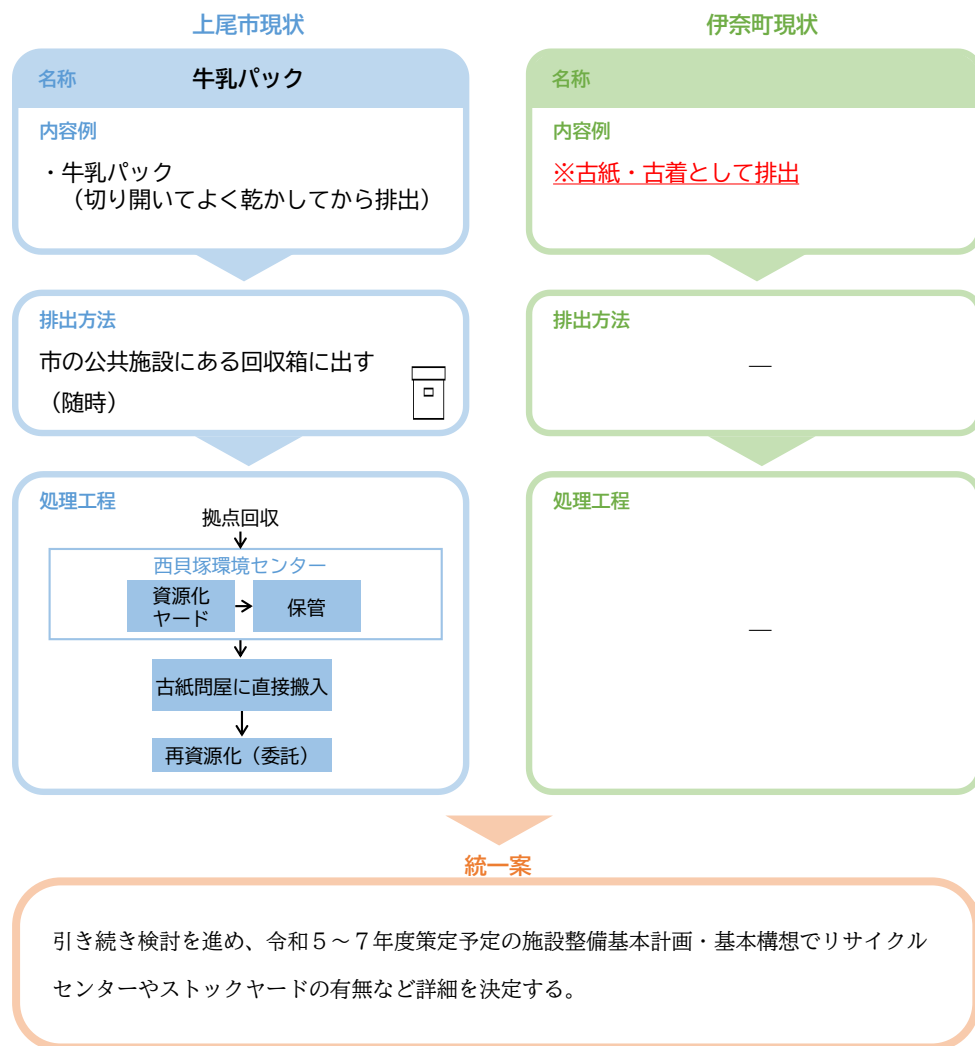 上尾市現状
名称 牛乳パック
内容例
・牛乳パック
（切り開いてよく乾かしてから排出）
排出方法
市の公共施設にある回収箱に出す
（随時）
処理工程
拠点回収
西貝塚環境センター
資源化
ヤード
保管
古紙問屋に直接搬入
再資源化（委託）
伊奈町現状
名称
内容例
※古紙・古着として排出
排出方法
―
処理工程
―
統一案
引き続き検討を進め、令和５～７年度策定予定の施設整備基本計画・基本構想でリサイクル
センターやストックヤードの有無など詳細を決定する。